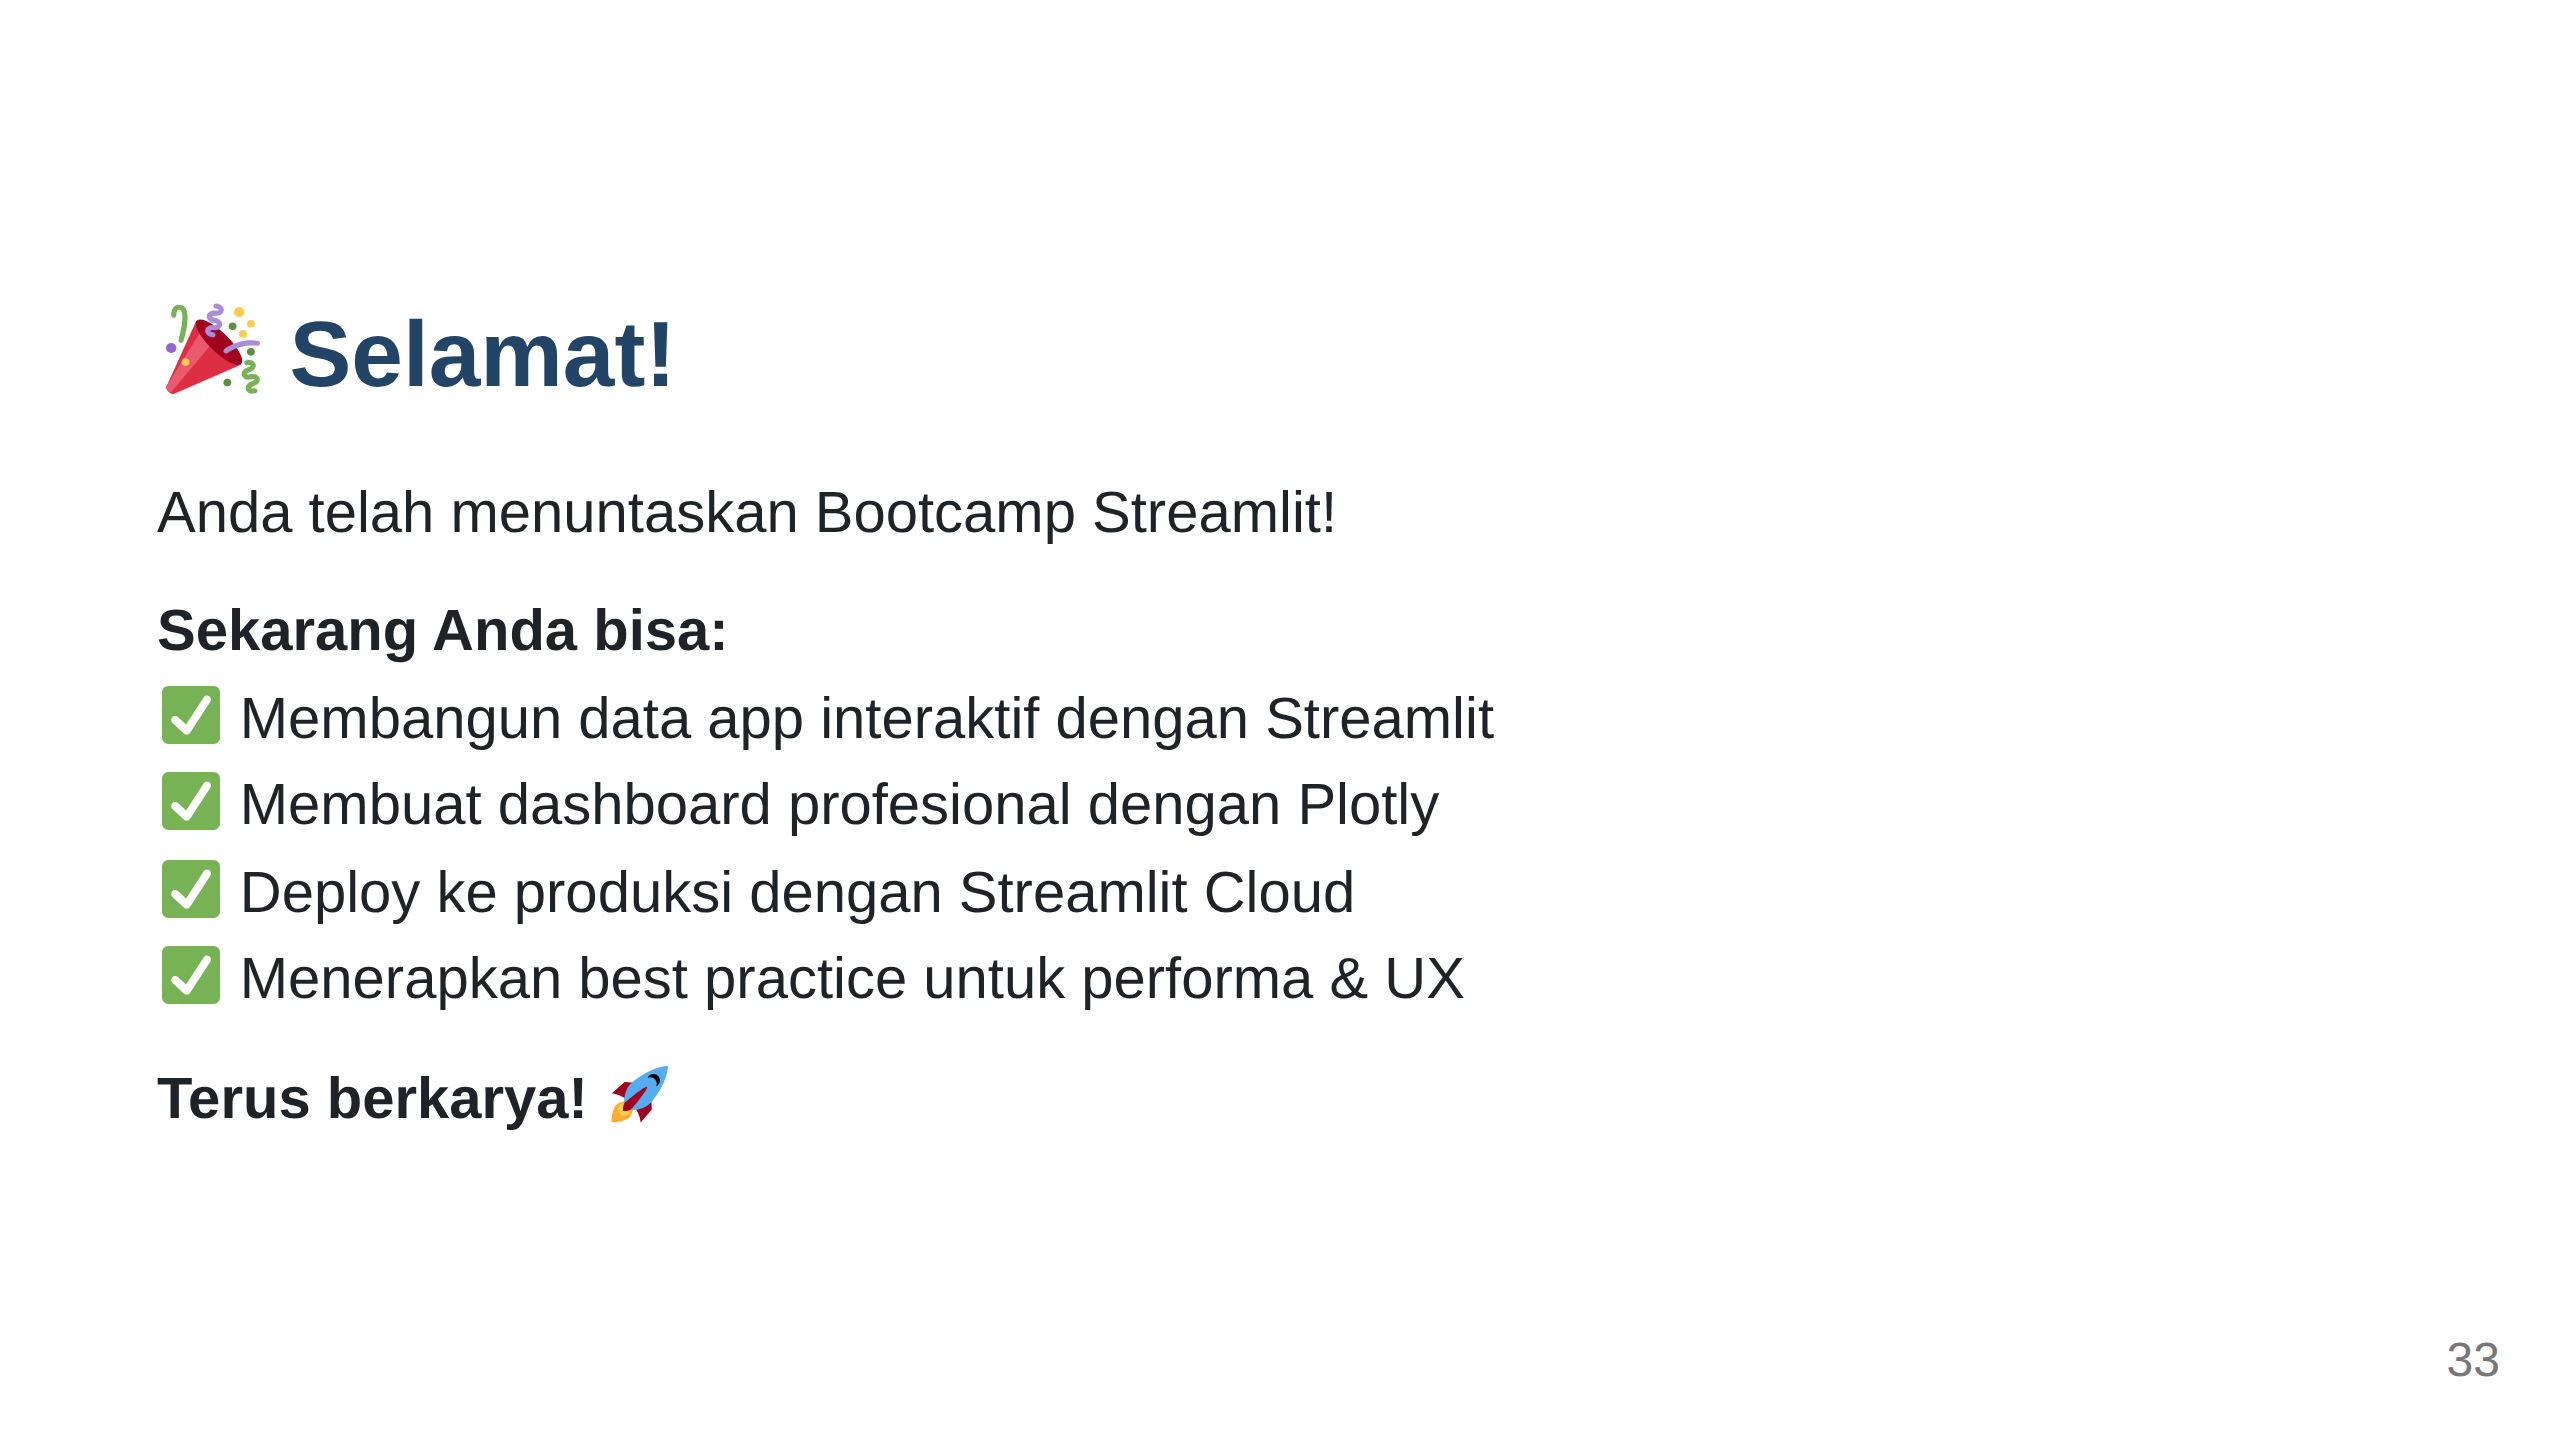 🎉 Selamat!
Anda telah menuntaskan Bootcamp Streamlit!
Sekarang Anda bisa:
✅ Membangun data app interaktif dengan Streamlit
✅ Membuat dashboard profesional dengan Plotly
✅ Deploy ke produksi dengan Streamlit Cloud
✅ Menerapkan best practice untuk performa & UX
Terus berkarya! 🚀
33